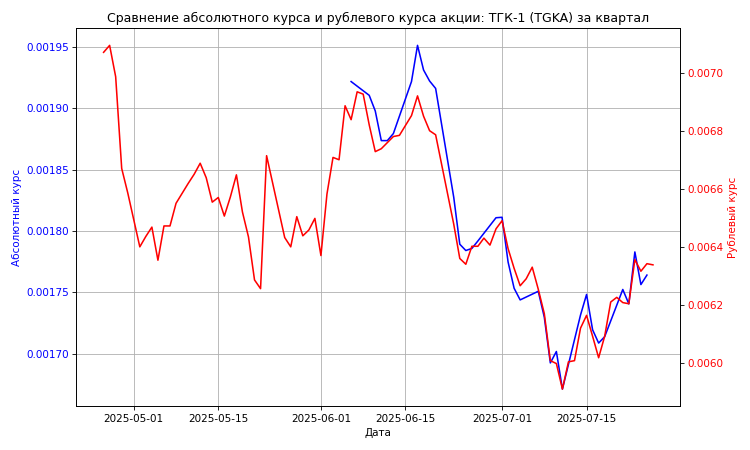 Сравнение абсолютного курса и рублевого курса акции: ТГК-1 (TGKA) за квартал
0.00195
0.00190
0.00185
0.00180
0.00175
0.00170
Абсолютный курс
0.0070
0.0068
0.0066
0.0064
0.0062
0.0060
Рублевый курс
2025-05-01 2025-05-15 2025-06-01 2025-06-15 2025-07-01 2025-07-15
Дата